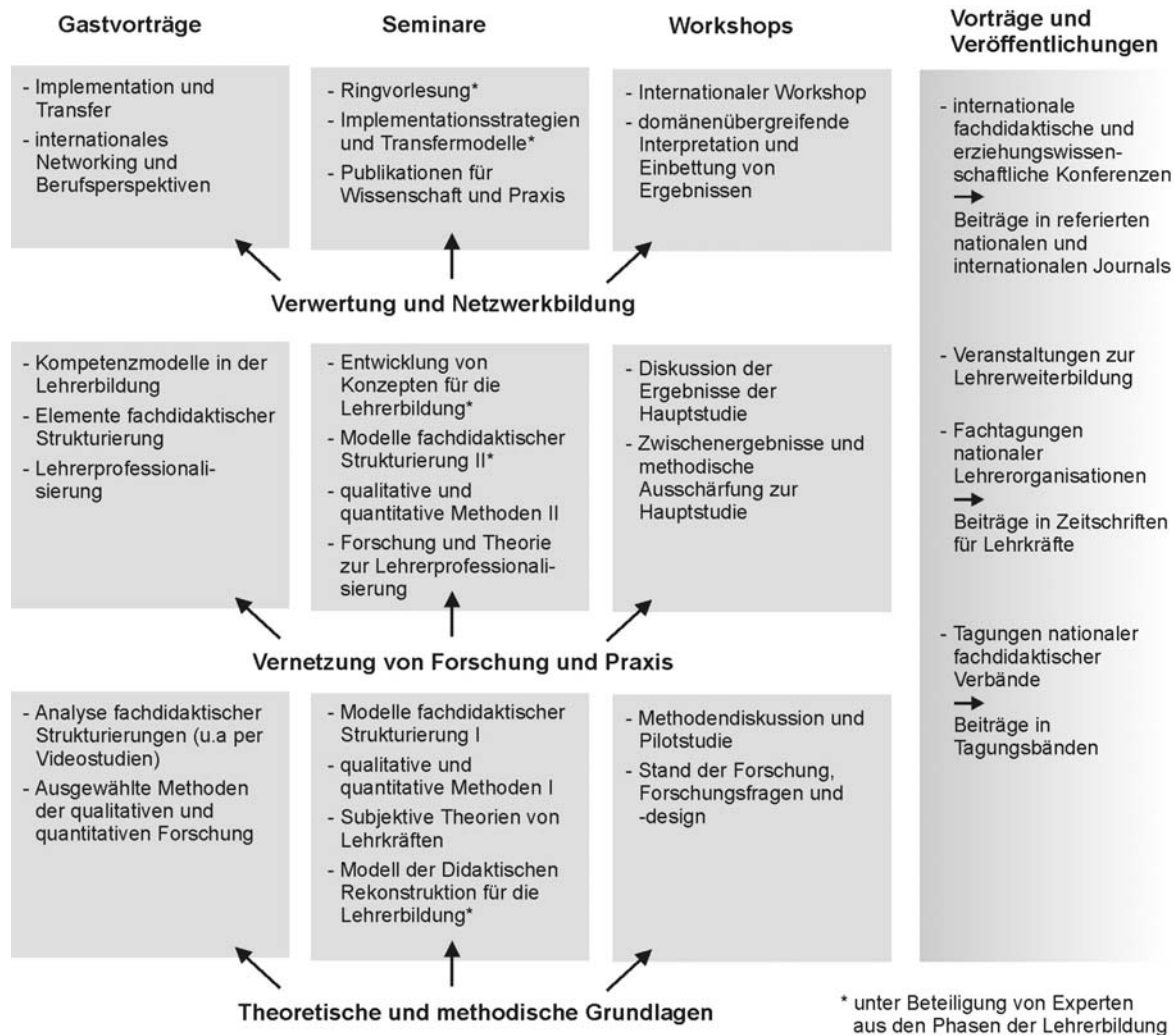 Gastvorträge
Seminare
Workshops
Vorträge und
Veröffentlichungen
- Implementation und
Transfer
- internationales
Networking und
Berufsperspektiven
- Ringvorlesung*
- Implementationsstrategien
und Transfermodelle*
- Publikationen für
Wissenschaft und Praxis
- Internationaler Workshop
- domänenübergreifende
Interpretation und
Einbettung von
Ergebnissen
- internationale
fachdidaktische und
erziehungswissen-
schaftliche Konferenzen
→
Beiträge in referierten
nationalen und
internationalen Journals
Verwertung und Netzwerkbildung
- Kompetenzmodelle in der
Lehrerbildung
- Elemente fachdidaktischer
Strukturierung
- Lehrerprofessionali-
sierung
- Entwicklung von
Konzepten für die
Lehrerbildung*
- Modelle fachdidaktischer
Strukturierung II*
- qualitative und
quantitative Methoden II
- Forschung und Theorie
zur Lehrerprofessionali-
sierung
- Diskussion der
Ergebnisse der
Hauptstudie
- Zwischenergebnisse und
methodische
Ausschärfung zur
Hauptstudie
- Veranstaltungen zur
Lehrerweiterbildung
- Fachtagungen
nationaler
Lehrerorganisationen
→
Beiträge in Zeitschriften
für Lehrkräfte
Vernetzung von Forschung und Praxis
- Analyse fachdidaktischer
Strukturierungen (u.a per
Videostudien)
- Ausgewählte Methoden
der qualitativen und
quantitativen Forschung
- Modelle fachdidaktischer
Strukturierung I
- qualitative und
quantitative Methoden I
- Subjektive Theorien von
Lehrkräften
- Modell der Didaktischen
Rekonstruktion für die
Lehrerbildung*
- Methodendiskussion und
Pilotstudie
- Stand der Forschung,
Forschungsfragen und
-design
- Tagungen nationaler
fachdidaktischer
Verbände
→
Beiträge in
Tagungsbänden
Theoretische und methodische Grundlagen
* unter Beteiligung von Experten
aus den Phasen der Lehrerbildung